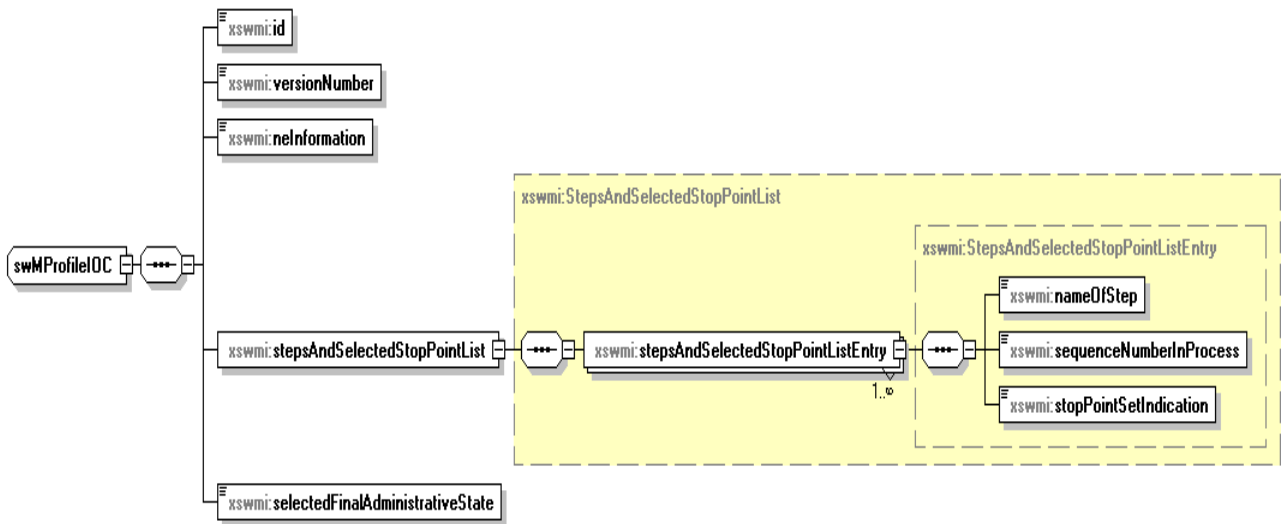 xswmi:id
xswmi:versionNumber
xswmi:neInformation
xswmi:StepsAndSelectedStopPointList
xswmi:StepsAndSelectedStopPointListEntry
swMProfileIOC
xswmi:nameOfStep
xswmi:stepsAndSelectedStopPointList
xswmi:stepsAndSelectedStopPointListEntry
xswmi:sequenceNumberInProcess
1..∞
xswmi:stopPointSetIndication
xswmi:selectedFinalAdministrativeState